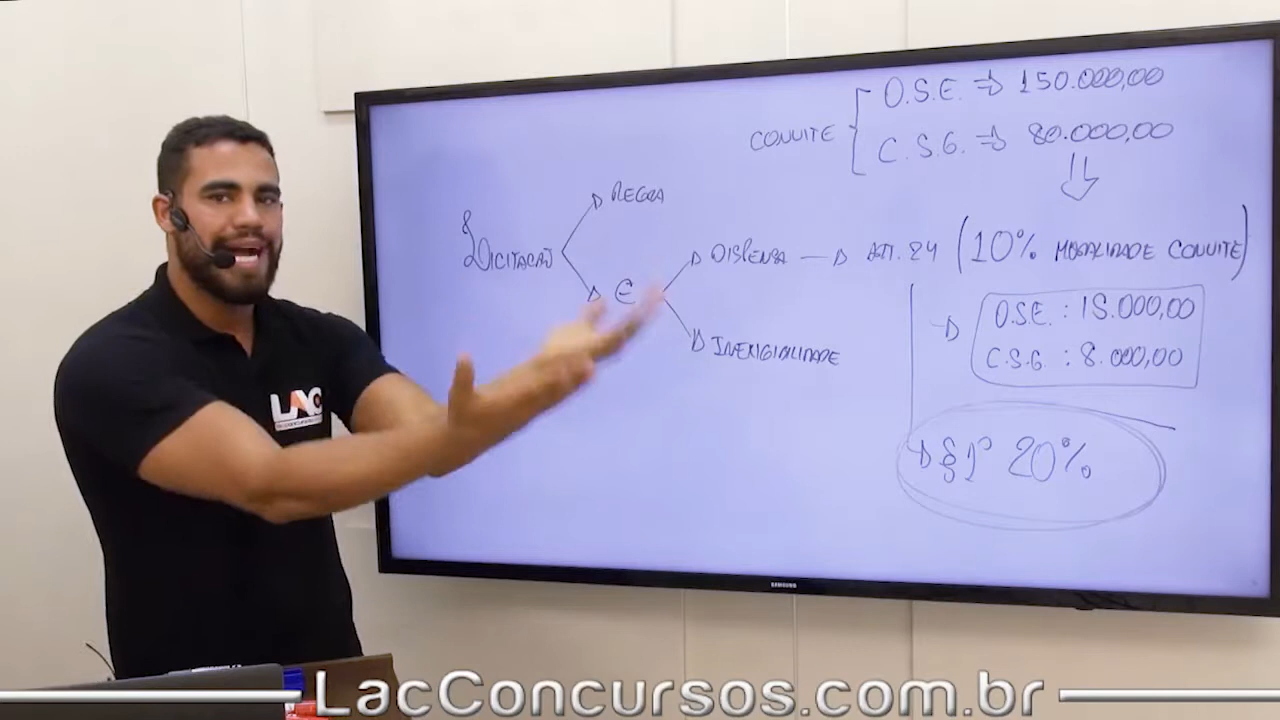 O.S.E. ⇒ 150.000,00
CONVITE { C.S.G. ⇒ 80.000,00
REGRA
LICITAÇÃO
DISPENSA → ART. 24 (10% MODALIDADE CONVITE)
E
O.S.E. : 15.000,00
INEXIGIBILIDADE
C.S.G. : 8.000,00
§1º 20%
LAC
SAMSUNG
LacConcursos.com.br